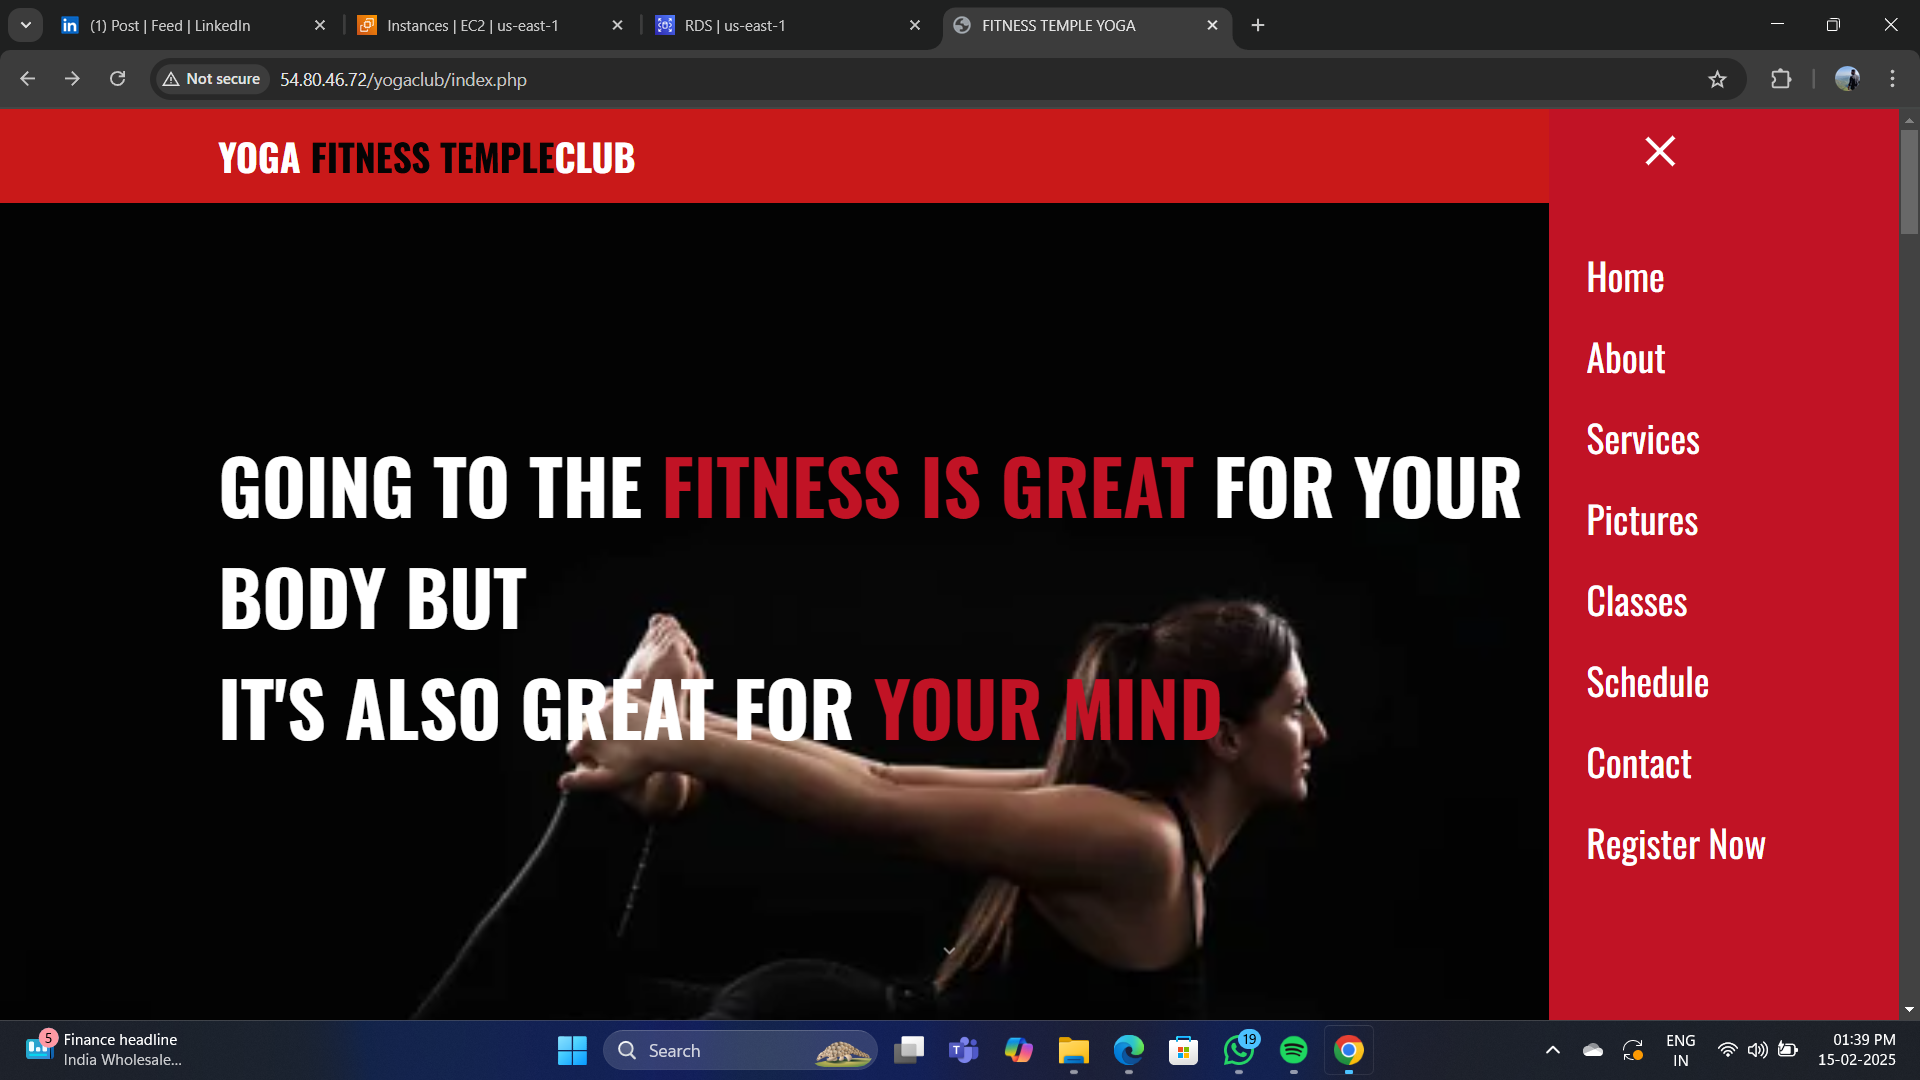 (1) Post | Feed | LinkedIn
Instances | EC2 | us-east-1
RDS | us-east-1
FITNESS TEMPLE YOGA
Not secure
54.80.46.72/yogaclub/index.php
YOGA FITNESS TEMPLECLUB
GOING TO THE FITNESS IS GREAT FOR YOUR
BODY BUT
IT'S ALSO GREAT FOR YOUR MIND
Home
About
Services
Pictures
Classes
Schedule
Contact
Register Now
5
Finance headline
India Wholesale...
Search
19
ENG
IN
01:39 PM
15-02-2025